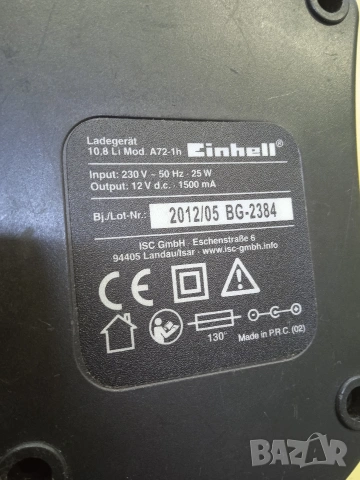 Ladegerät
10,8 Li Mod. A72-1h
Einhell®
Input: 230 V ~ 50 Hz · 25 W
Output: 12 V d.c. · 1500 mA
Bj./Lot-Nr.: 2012/05 BG-2384
ISC GmbH · Eschenstraße 6
94405 Landau/Isar · www.isc-gmbh.info
CE
130°
Made in P.R.C. (02)
BAZAR